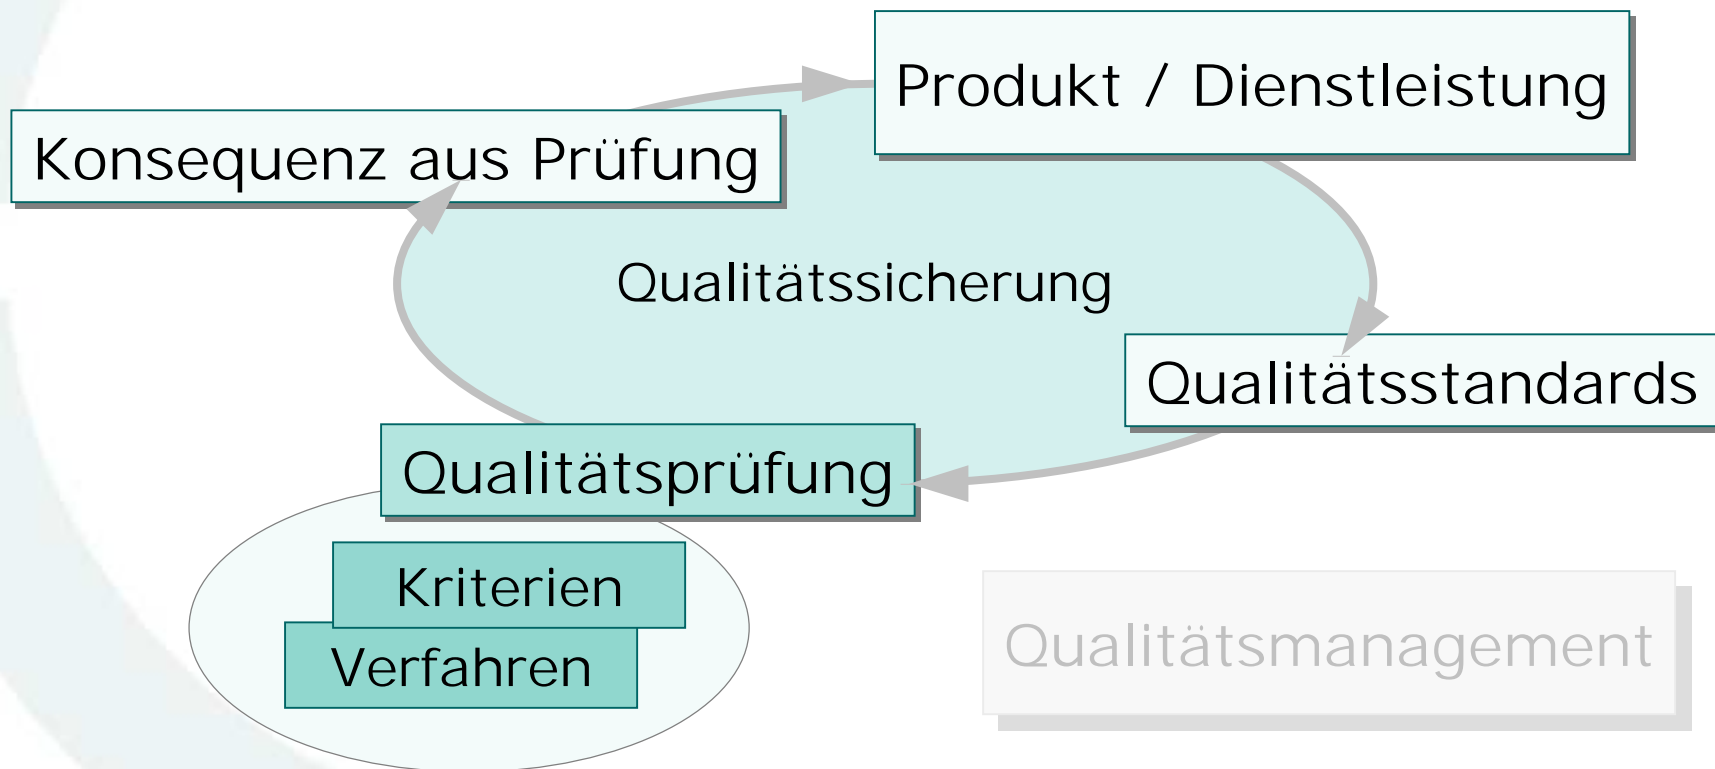 Produkt / Dienstleistung
Konsequenz aus Prüfung
Qualitätssicherung
Qualitätsstandards
Qualitätsprüfung
Kriterien
Verfahren
Qualitätsmanagement